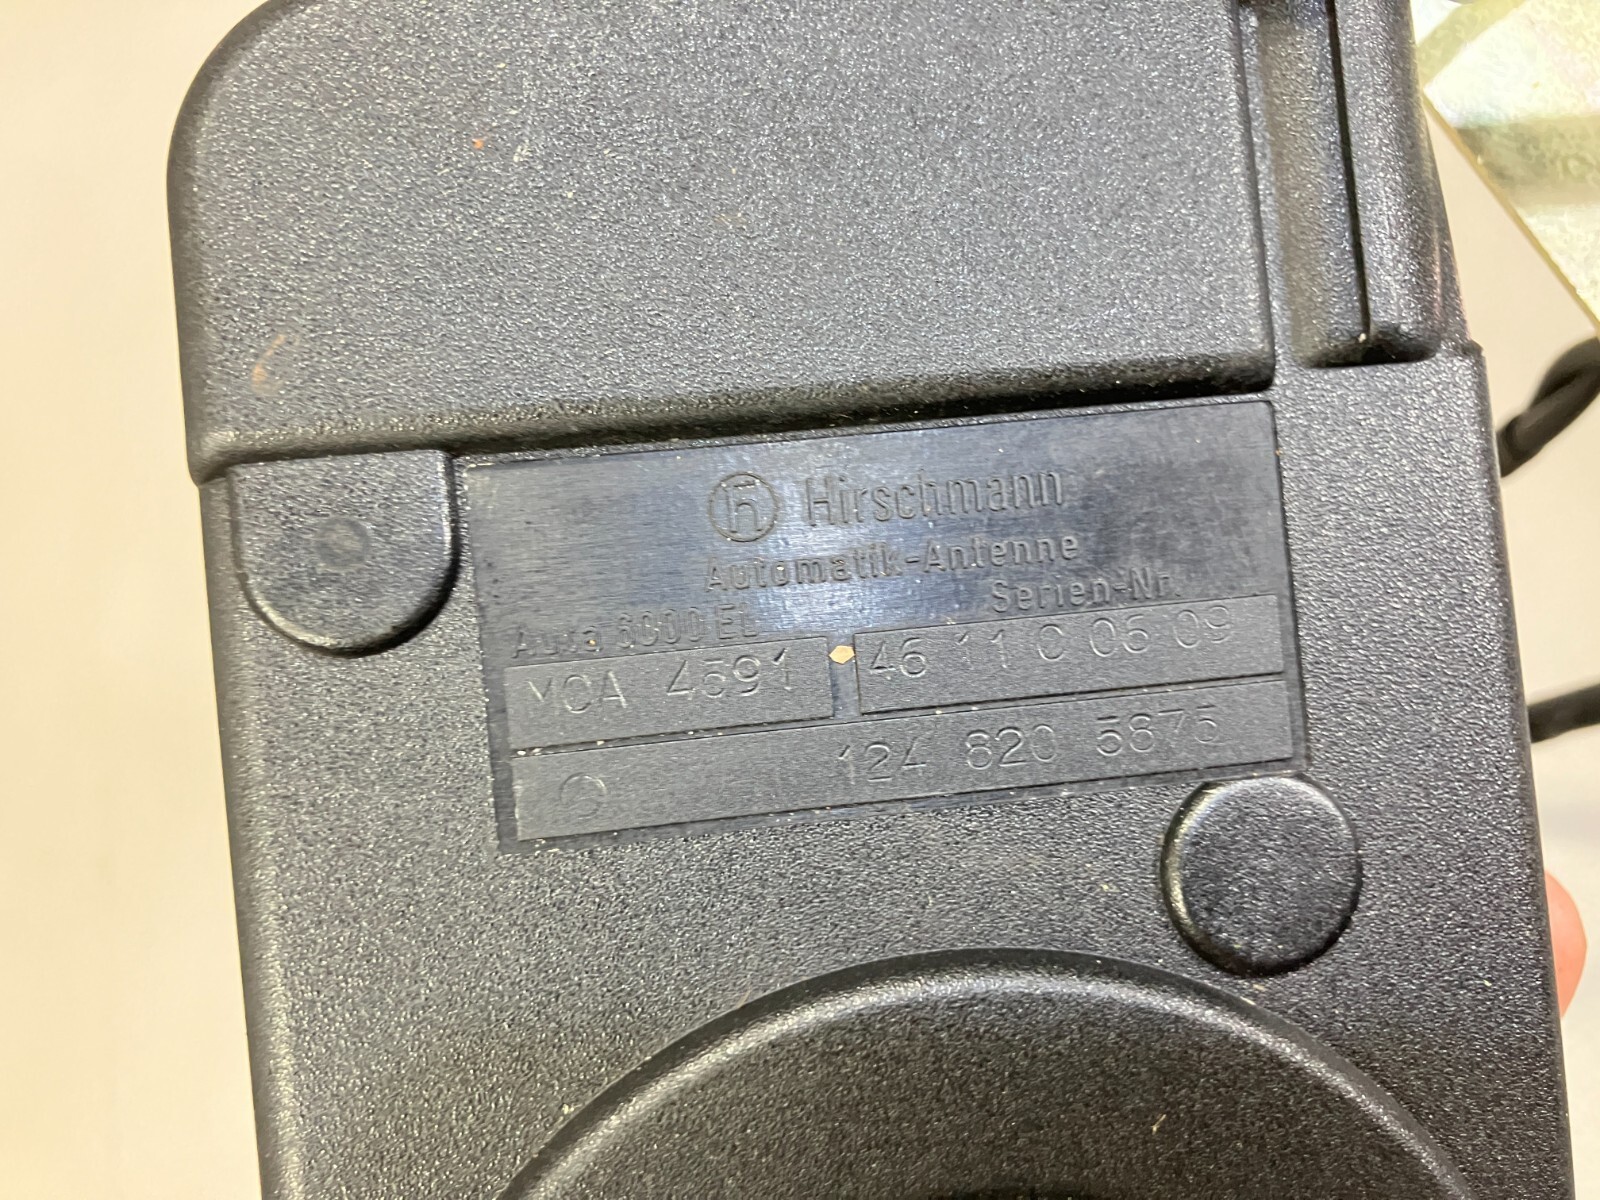 h Hirschmann
Automatik-Antenne
Auta 6000 EL Serien-Nr.
MCA 4591 46 11 C 05 09
124 820 5875